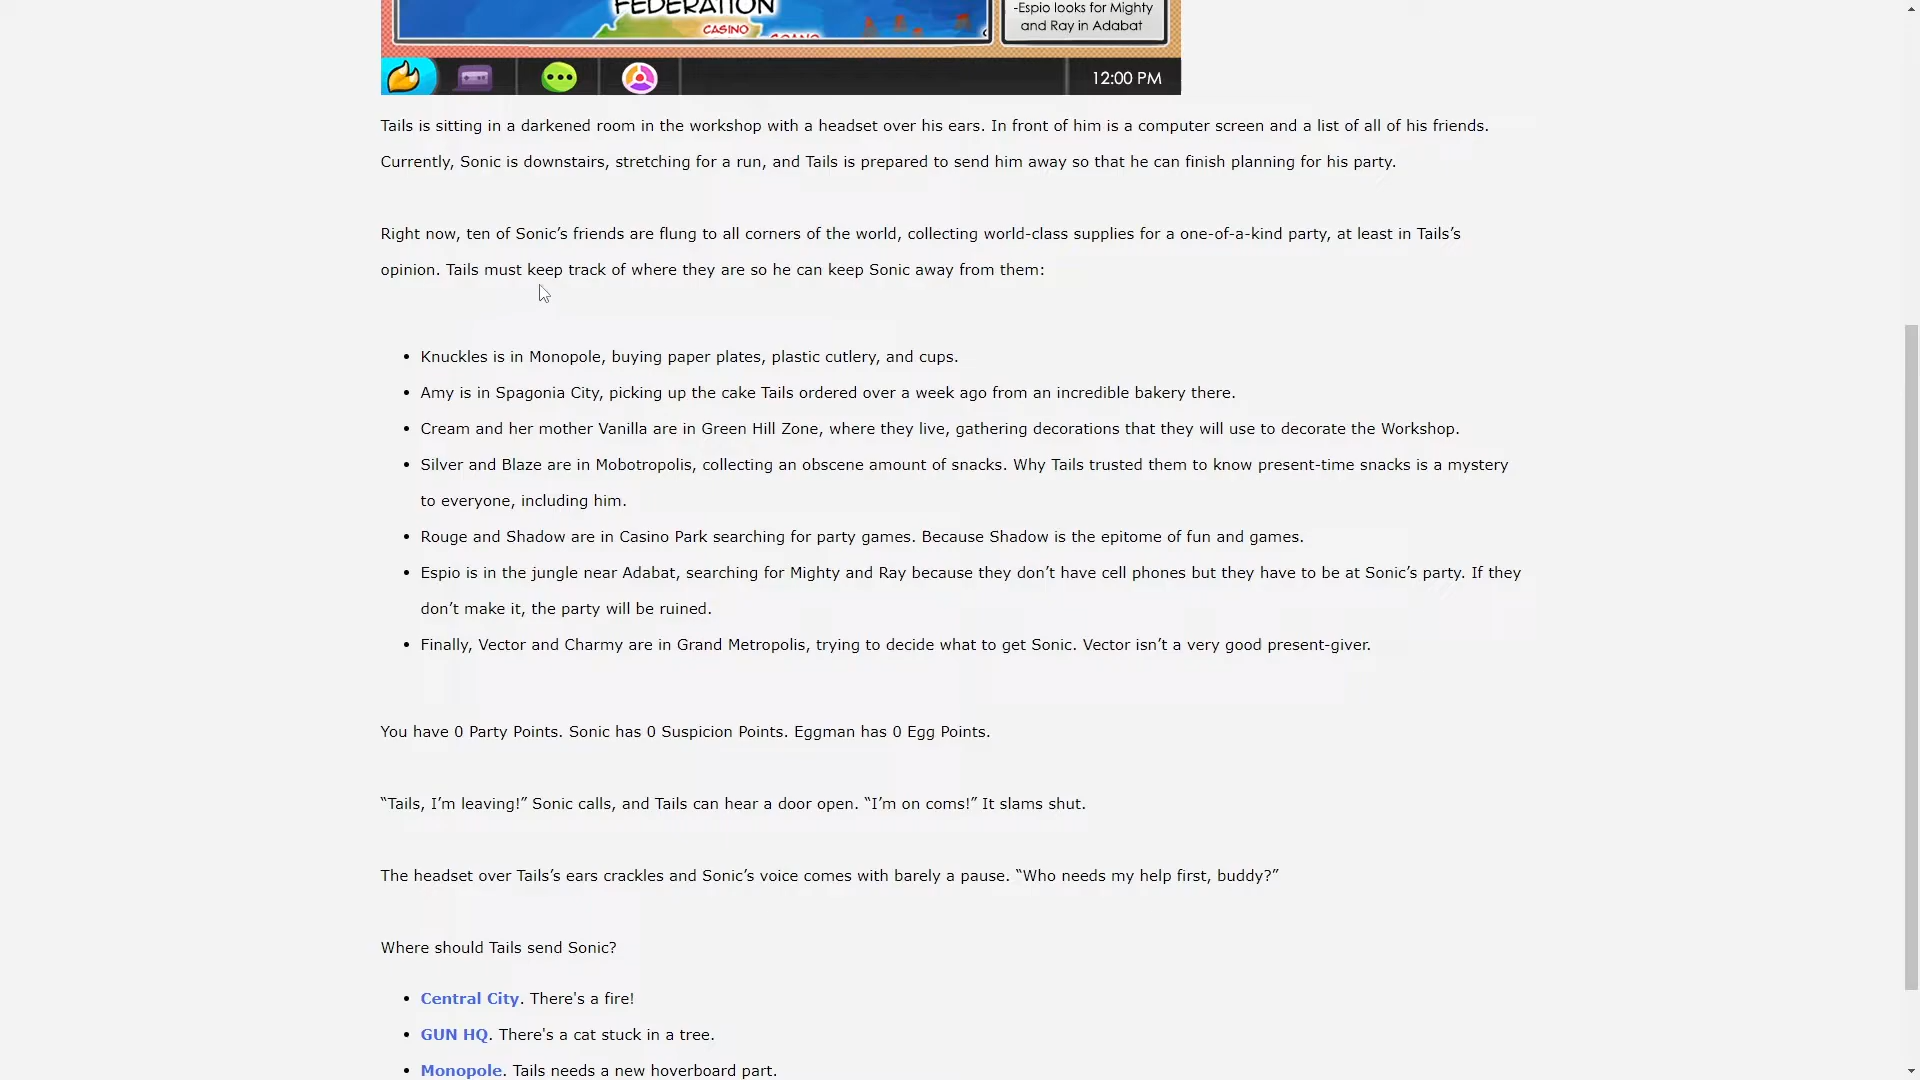 FEDERATION
CASINO
-Espio looks for Mighty
and Ray in Adabat
12:00 PM
Tails is sitting in a darkened room in the workshop with a headset over his ears. In front of him is a computer screen and a list of all of his friends.
Currently, Sonic is downstairs, stretching for a run, and Tails is prepared to send him away so that he can finish planning for his party.
Right now, ten of Sonic’s friends are flung to all corners of the world, collecting world-class supplies for a one-of-a-kind party, at least in Tails’s
opinion. Tails must keep track of where they are so he can keep Sonic away from them:
• Knuckles is in Monopole, buying paper plates, plastic cutlery, and cups.
• Amy is in Spagonia City, picking up the cake Tails ordered over a week ago from an incredible bakery there.
• Cream and her mother Vanilla are in Green Hill Zone, where they live, gathering decorations that they will use to decorate the Workshop.
• Silver and Blaze are in Mobotropolis, collecting an obscene amount of snacks. Why Tails trusted them to know present-time snacks is a mystery
to everyone, including him.
• Rouge and Shadow are in Casino Park searching for party games. Because Shadow is the epitome of fun and games.
• Espio is in the jungle near Adabat, searching for Mighty and Ray because they don’t have cell phones but they have to be at Sonic’s party. If they
don’t make it, the party will be ruined.
• Finally, Vector and Charmy are in Grand Metropolis, trying to decide what to get Sonic. Vector isn’t a very good present-giver.
You have 0 Party Points. Sonic has 0 Suspicion Points. Eggman has 0 Egg Points.
“Tails, I’m leaving!” Sonic calls, and Tails can hear a door open. “I’m on coms!” It slams shut.
The headset over Tails’s ears crackles and Sonic’s voice comes with barely a pause. “Who needs my help first, buddy?”
Where should Tails send Sonic?
• Central City. There's a fire!
• GUN HQ. There's a cat stuck in a tree.
• Monopole. Tails needs a new hoverboard part.